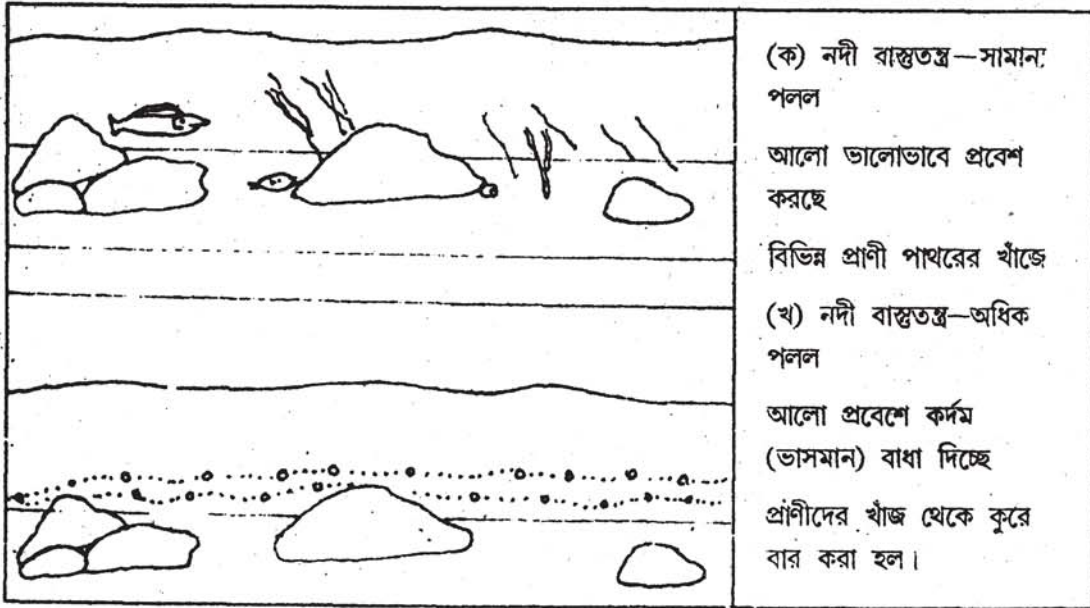 (ক) নদী বাস্তুতন্ত্র—সামান্য
পলল
আলো ভালোভাবে প্রবেশ
করছে
বিভিন্ন প্রাণী পাথরের খাঁজে
(খ) নদী বাস্তুতন্ত্র—অধিক
পলল
আলো প্রবেশে কর্দম
(ভাসমান) বাধা দিচ্ছে
প্রাণীদের খাঁজ থেকে কুরে
বার করা হল।